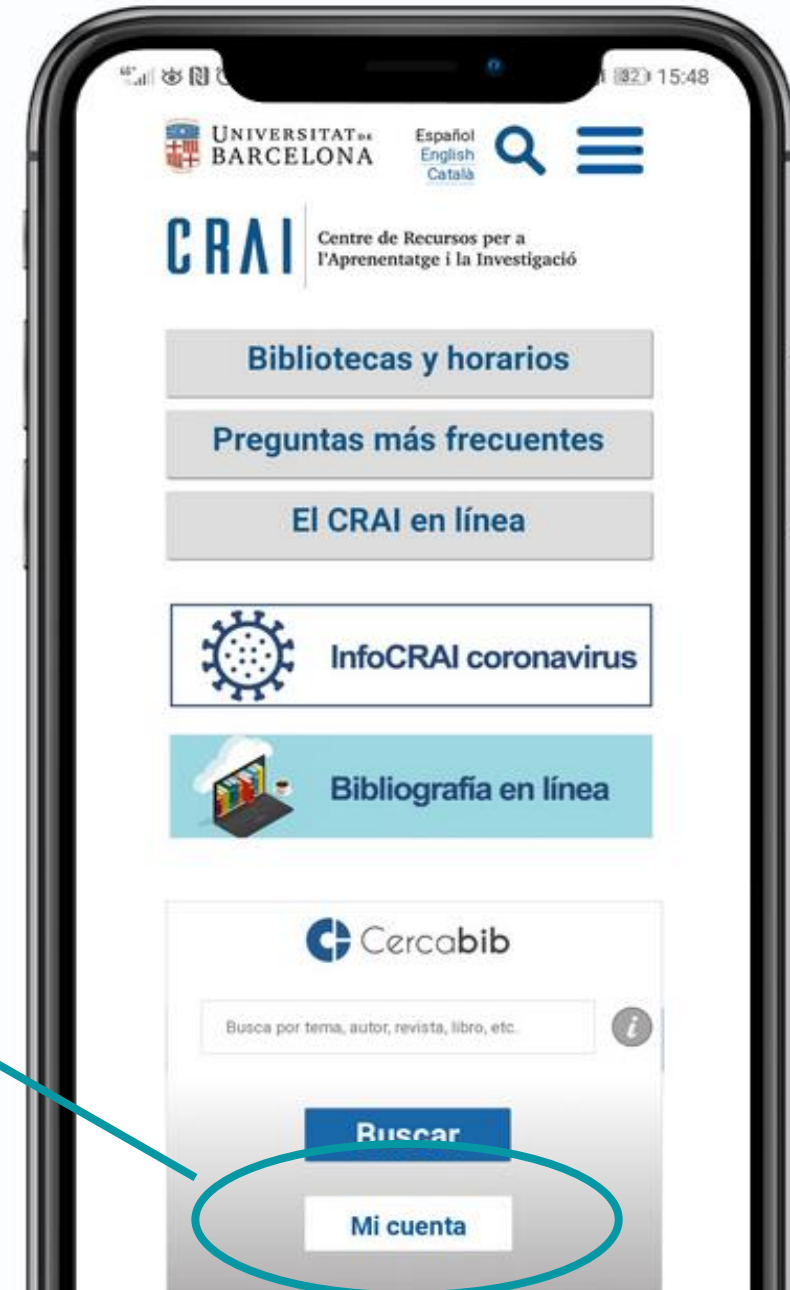 82 15:48
UNIVERSITAT DE
BARCELONA
Español
English
Català
CRAI
Centre de Recursos per a
l'Aprenentatge i la Investigació
Bibliotecas y horarios
Preguntas más frecuentes
El CRAI en línea
InfoCRAI coronavirus
Bibliografía en línea
Cercabib
Busca por tema, autor, revista, libro, etc.
i
Buscar
Mi cuenta